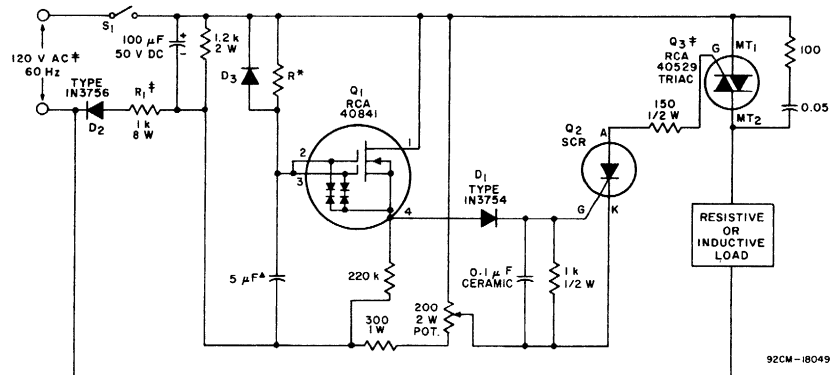 S1
120 V AC‡
60 Hz
100 µF
50 V DC
+
-
1.2 k
2 W
TYPE
IN3756
D2
R1‡
1 k
8 W
D3
R*
Q1
RCA
40841
1
2
3
4
5 µF▲
220 k
300
1W
200
2 W
POT.
D1
TYPE
IN3754
0.1 µF
CERAMIC
1 k
1/2 W
Q2
SCR
A
G
K
150
1/2 W
Q3‡
RCA
40529
TRIAC
G
MT1
MT2
100
0.05
RESISTIVE
OR
INDUCTIVE
LOAD
92CM-18049